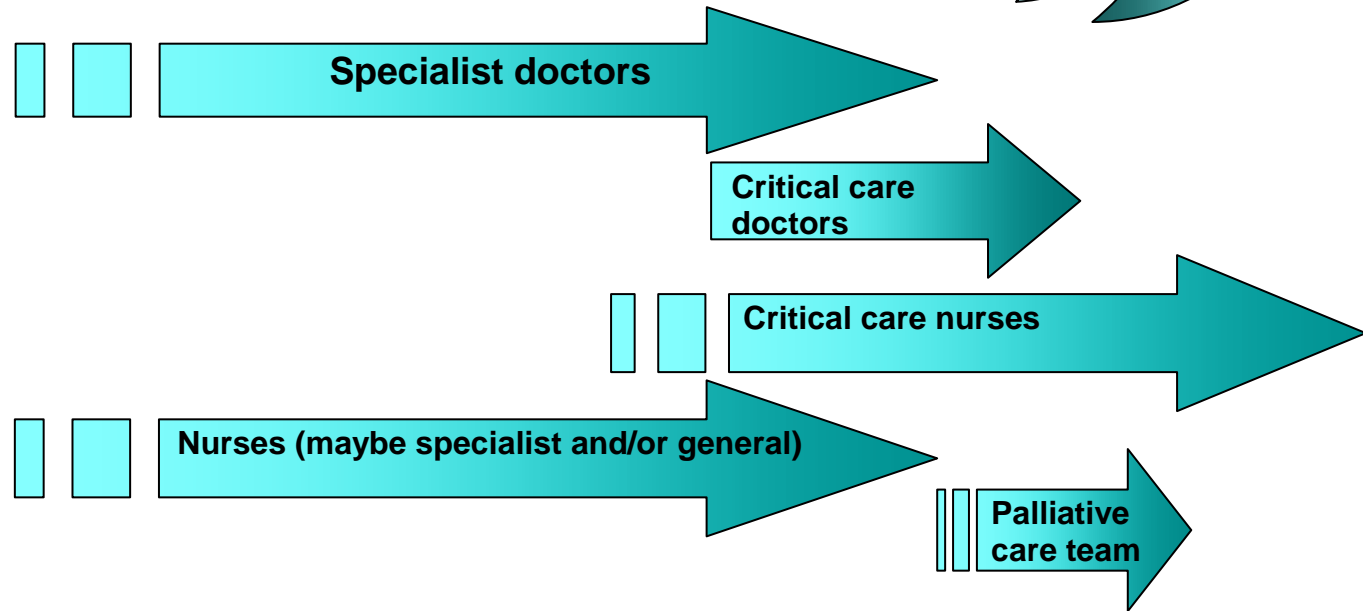 Specialist doctors
Critical care
doctors
Critical care nurses
Nurses (maybe specialist and/or general)
Palliative
care team